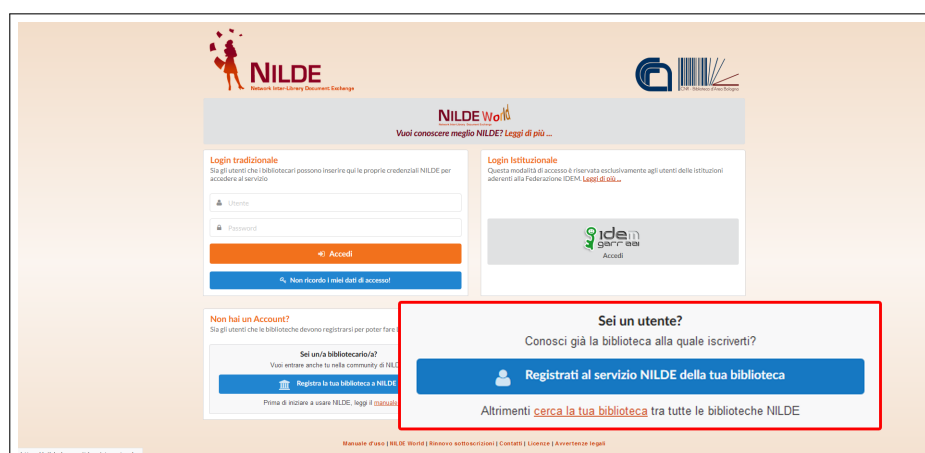 NILDE
Network Inter-Library Document Exchange
CNR - Biblioteca d'Area Bologna
NILDE World
Vuoi conoscere meglio NILDE? Leggi di più ...
Login tradizionale
Sia gli utenti che i bibliotecari possono inserire qui le proprie credenziali NILDE per
accedere al servizio
Utente
Password
Accedi
Non ricordo i miei dati di accesso!
Login Istituzionale
Questa modalità di accesso è riservata esclusivamente agli utenti delle istituzioni
aderenti alla Federazione IDEM. Leggi di più ...
idem
garr aai
Accedi
Non hai un Account?
Sia gli utenti che le biblioteche devono registrarsi per poter fare
Sei un/a bibliotecario/a?
Vuoi entrare anche tu nella community di NILD
Registra la tua biblioteca a NILDE
Prima di iniziare a usare NILDE, leggi il manuale
Sei un utente?
Conosci già la biblioteca alla quale iscriverti?
Registrati al servizio NILDE della tua biblioteca
Altrimenti cerca la tua biblioteca tra tutte le biblioteche NILDE
Manuale d'uso | NILDE World | Rinnovo sottoscrizioni | Contatti | Licenze | Avvertenze legali